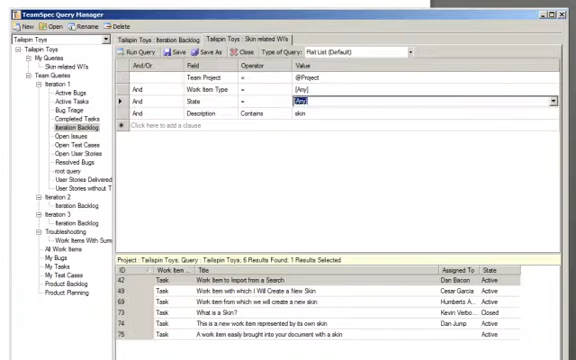 TeamSpec Query Manager
New Open Rename Delete
Tailspin Toys
Tailspin Toys
My Queries
Skin related WI's
Team Queries
Iteration 1
Active Bugs
Active Tasks
Bug Triage
Completed Tasks
Iteration Backlog
Open Issues
Open Test Cases
Open User Stories
Resolved Bugs
root query
User Stories Delivered
User Stories without T
Iteration 2
Iteration Backlog
Iteration 3
Iteration Backlog
Troubleshooting
Work Items With Sum
All Work Items
My Bugs
My Tasks
My Test Cases
Product Backlog
Product Planning
Tailspin Toys : Iteration Backlog Tailspin Toys : Skin related WI's
Run Query Save Save As Close Type of Query: Flat List (Default)
And/Or Field Operator Value
Team Project = @Project
And Work Item Type = [Any]
And State = [Any]
And Description Contains skin
Click here to add a clause
Project : Tailspin Toys; Query : Tailspin Toys; 6 Results Found; 1 Results Selected
ID Work Item ... Title Assigned To State
42 Task Work Item to Import from a Search Dan Bacon Active
49 Task Work Item with which I Will Create a New Skin Cesar Garcia Active
69 Task Work Item from which we will create a new skin Humberto A... Active
73 Task What is a Skin? Kevin Verbo... Closed
74 Task This is a new work item represented by its own skin Dan Jump Active
75 Task A work item easily brought into your document with a skin Active